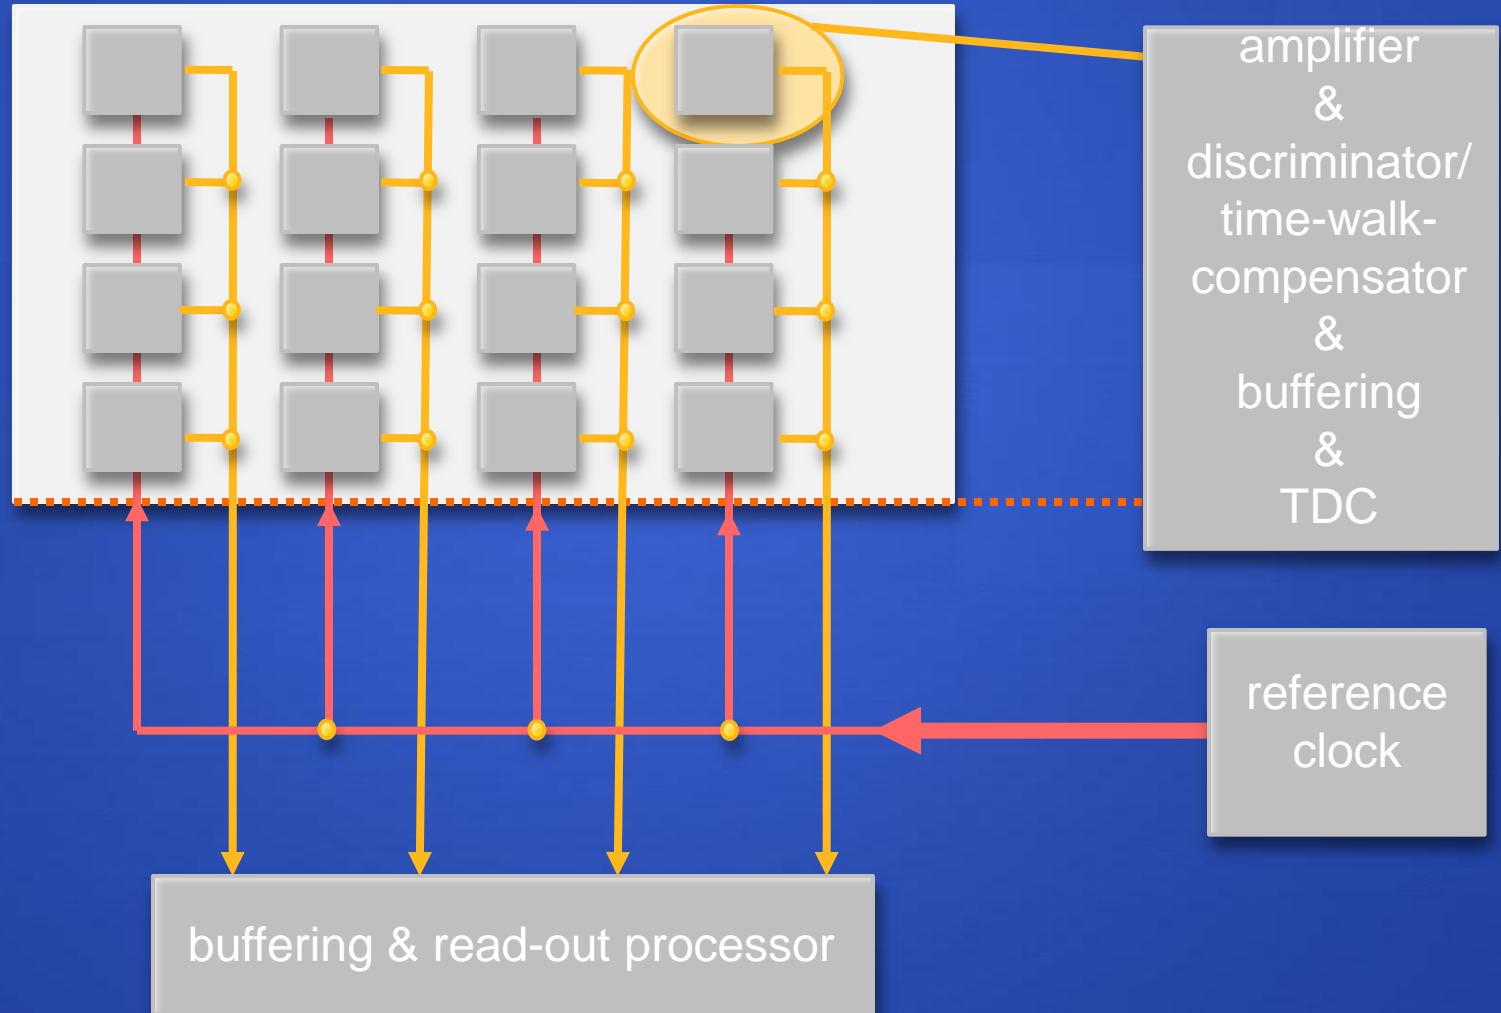 amplifier
&
discriminator/
time-walk-
compensator
&
buffering
&
TDC
reference
clock
buffering & read-out processor